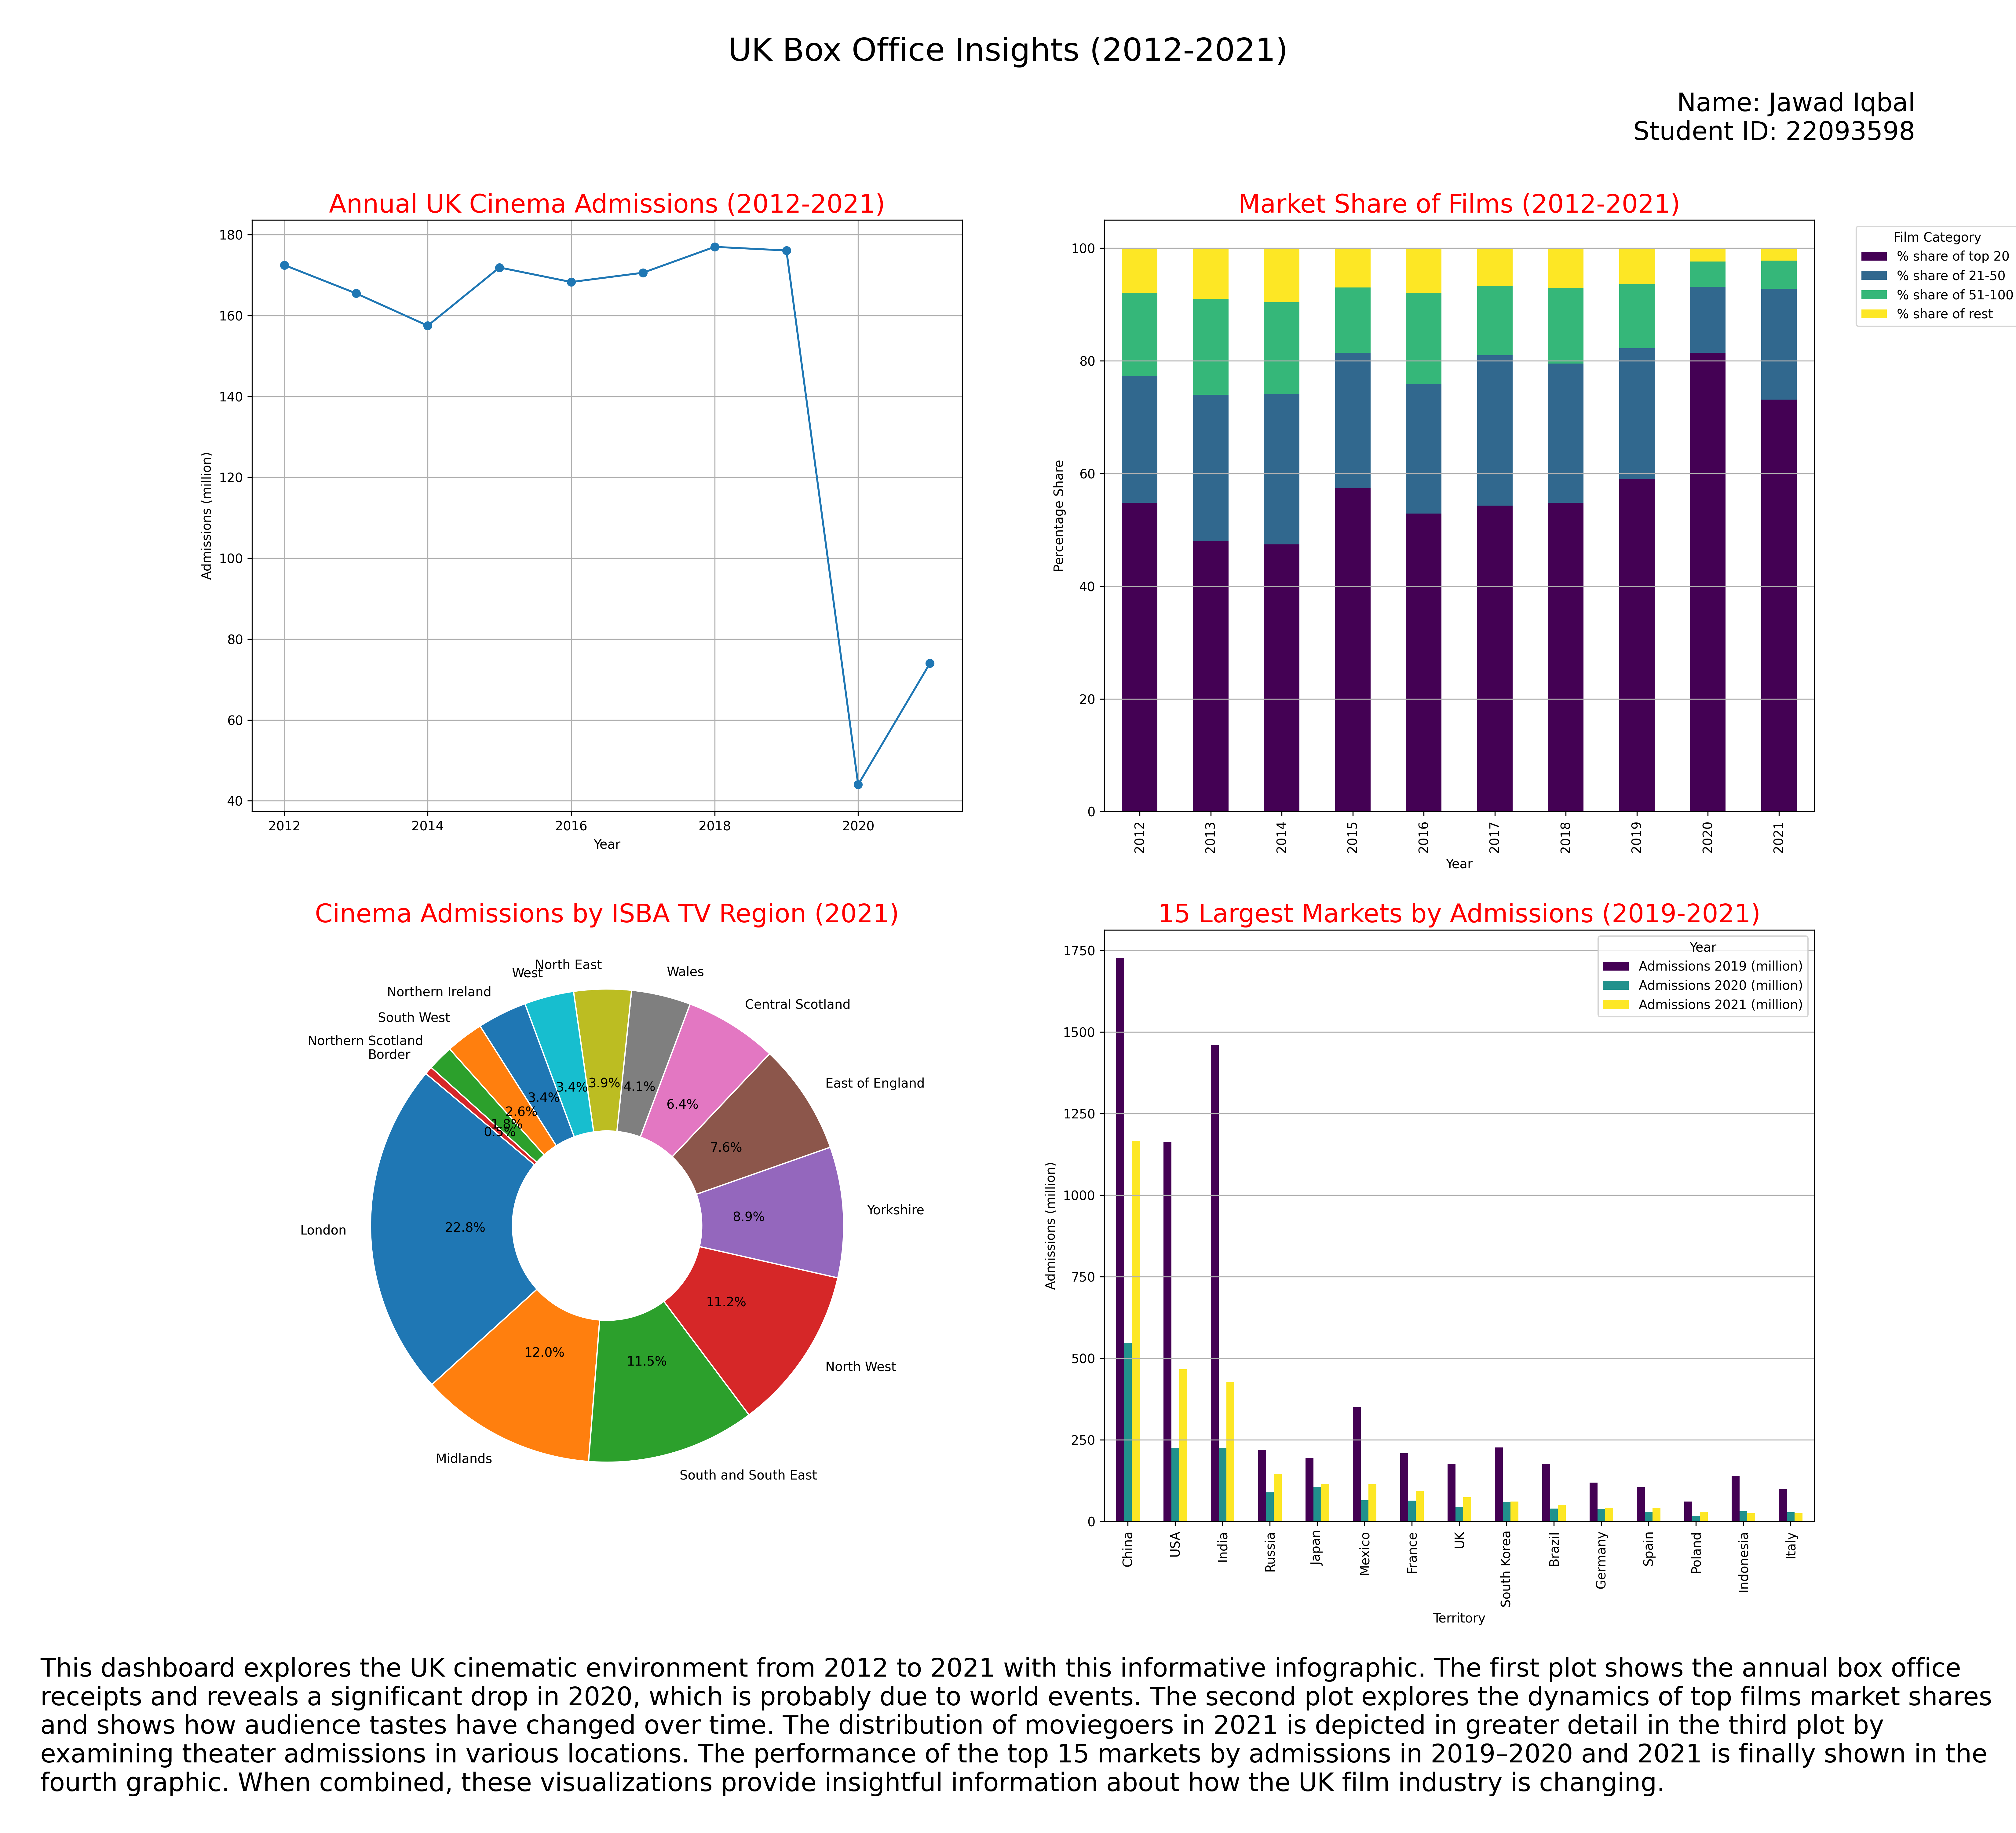 UK Box Office Insights (2012-2021)
Name: Jawad Iqbal
Student ID: 22093598
Annual UK Cinema Admissions (2012-2021)
180
160
140
120
100
80
60
40
Admissions (million)
2012
2014
2016
2018
2020
Year
Market Share of Films (2012-2021)
100
80
60
40
20
0
Percentage Share
2012
2013
2014
2015
2016
2017
2018
2019
2020
2021
Year
Film Category
% share of top 20
% share of 21-50
% share of 51-100
% share of rest
Cinema Admissions by ISBA TV Region (2021)
North East
West
Wales
Northern Ireland
Central Scotland
South West
Northern Scotland
Border
East of England
Yorkshire
London
North West
Midlands
South and South East
3.4%
3.9%
4.1%
3.4%
6.4%
2.6%
1.8%
0.5%
7.6%
8.9%
22.8%
11.2%
12.0%
11.5%
15 Largest Markets by Admissions (2019-2021)
1750
1500
1250
1000
750
500
250
0
Admissions (million)
Year
Admissions 2019 (million)
Admissions 2020 (million)
Admissions 2021 (million)
China
USA
India
Russia
Japan
Mexico
France
UK
South Korea
Brazil
Germany
Spain
Poland
Indonesia
Italy
Territory
This dashboard explores the UK cinematic environment from 2012 to 2021 with this informative infographic. The first plot shows the annual box office
receipts and reveals a significant drop in 2020, which is probably due to world events. The second plot explores the dynamics of top films market shares
and shows how audience tastes have changed over time. The distribution of moviegoers in 2021 is depicted in greater detail in the third plot by
examining theater admissions in various locations. The performance of the top 15 markets by admissions in 2019–2020 and 2021 is finally shown in the
fourth graphic. When combined, these visualizations provide insightful information about how the UK film industry is changing.